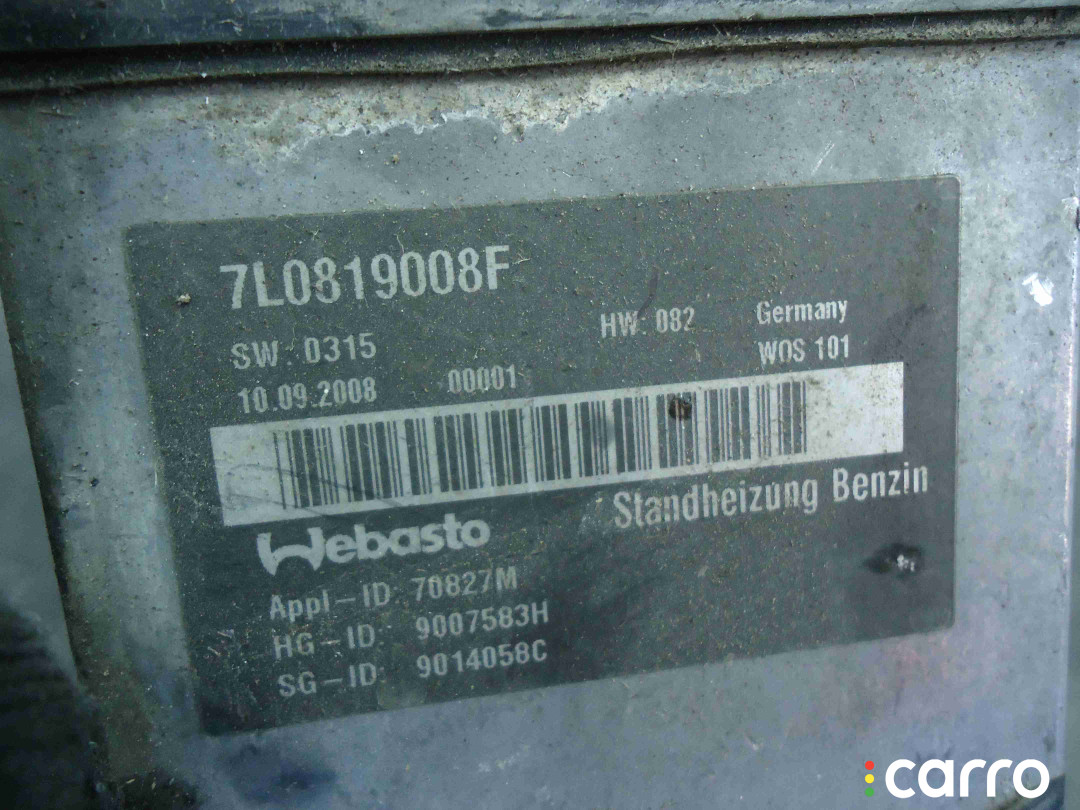 7L0819008F
SW: 0315
HW: 082
Germany
10.09.2008
00001
WOS 101
Webasto
Standheizung Benzin
Appl-ID: 70827M
HG-ID: 9007583H
SG-ID: 9014058C
carro